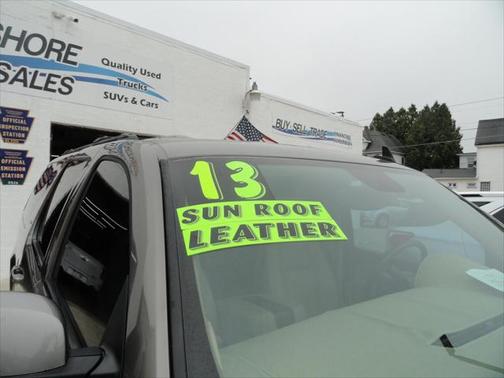 SHORE
SALES
Quality Used
Trucks
SUVs & Cars
OFFICIAL
INSPECTION
STATION
OFFICIAL
EMISSION
STATION
BUY SELL TRADE
FINANCING
13
SUN ROOF
LEATHER